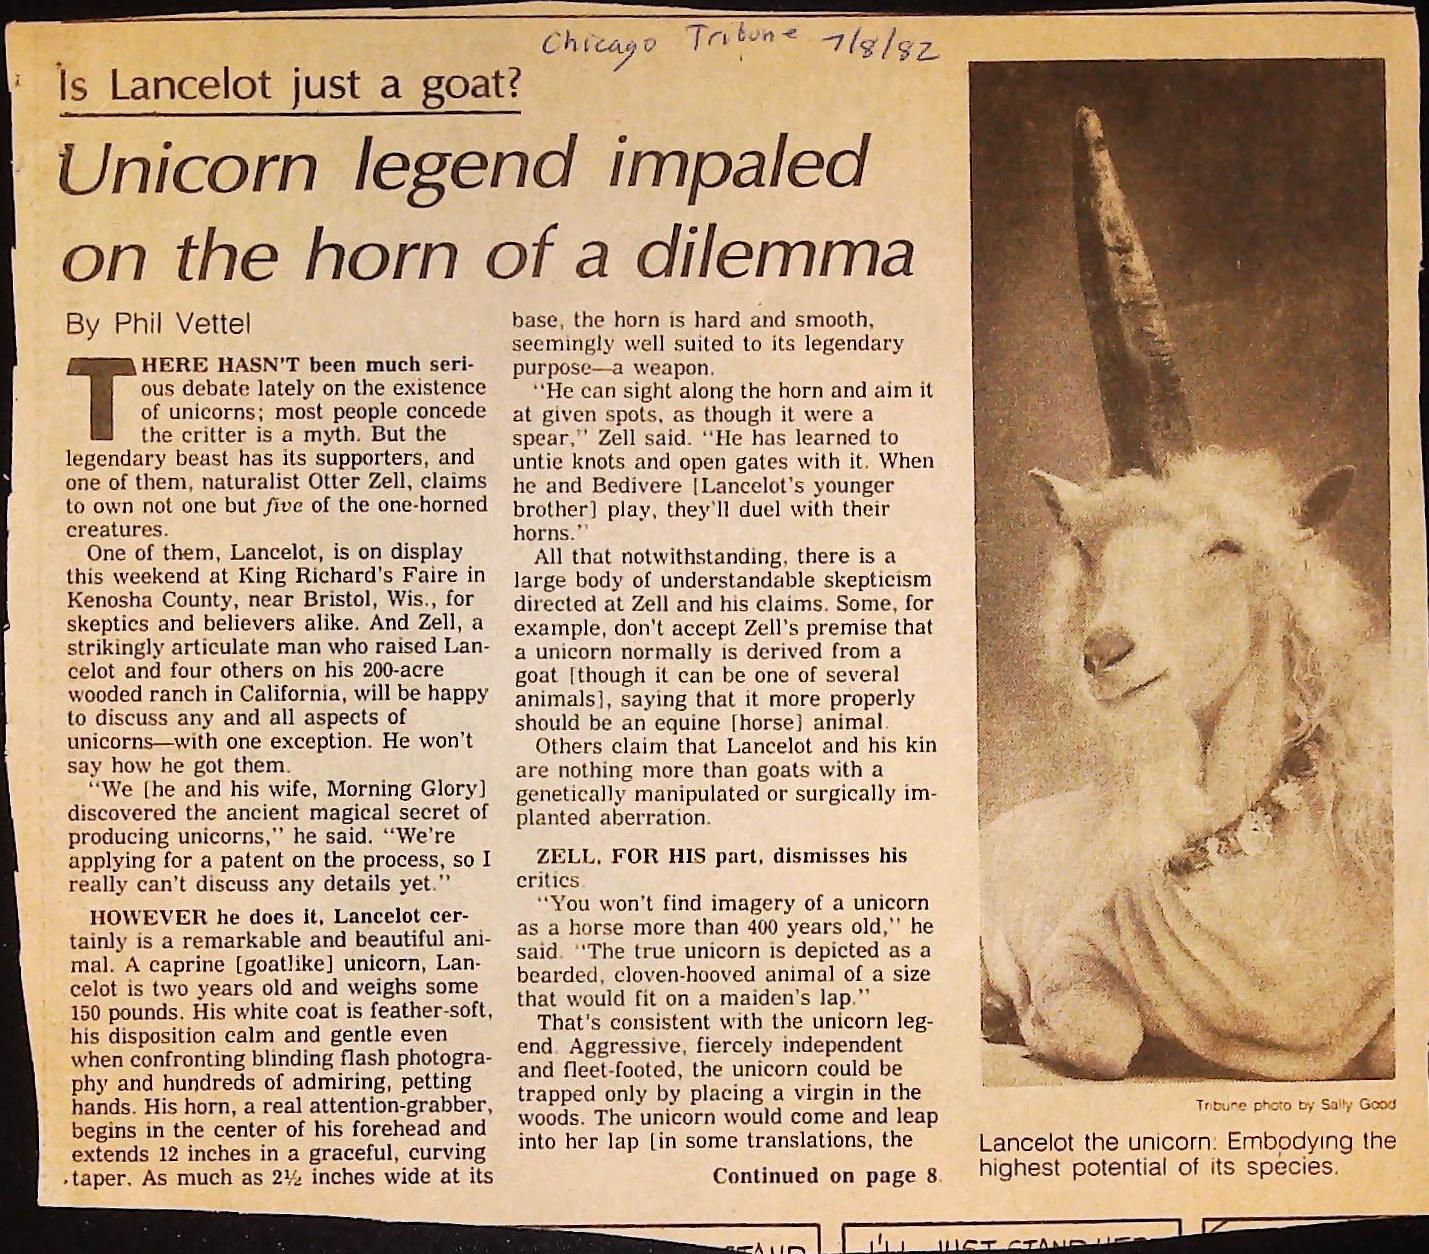 Chicago Tribune 7/8/82
Is Lancelot just a goat?
Unicorn legend impaled
on the horn of a dilemma
By Phil Vettel
THERE HASN'T been much seri-
ous debate lately on the existence
of unicorns; most people concede
the critter is a myth. But the
legendary beast has its supporters, and
one of them, naturalist Otter Zell, claims
to own not one but five of the one-horned
creatures.
One of them, Lancelot, is on display
this weekend at King Richard's Faire in
Kenosha County, near Bristol, Wis., for
skeptics and believers alike. And Zell, a
strikingly articulate man who raised Lan-
celot and four others on his 200-acre
wooded ranch in California, will be happy
to discuss any and all aspects of
unicorns—with one exception. He won't
say how he got them.
"We [he and his wife, Morning Glory]
discovered the ancient magical secret of
producing unicorns," he said. "We're
applying for a patent on the process, so I
really can't discuss any details yet."
HOWEVER he does it, Lancelot cer-
tainly is a remarkable and beautiful ani-
mal. A caprine [goatlike] unicorn, Lan-
celot is two years old and weighs some
150 pounds. His white coat is feather-soft,
his disposition calm and gentle even
when confronting blinding flash photogra-
phy and hundreds of admiring, petting
hands. His horn, a real attention-grabber,
begins in the center of his forehead and
extends 12 inches in a graceful, curving
taper. As much as 2½ inches wide at its
base, the horn is hard and smooth,
seemingly well suited to its legendary
purpose—a weapon.
"He can sight along the horn and aim it
at given spots, as though it were a
spear," Zell said. "He has learned to
untie knots and open gates with it. When
he and Bedivere [Lancelot's younger
brother] play, they'll duel with their
horns."
All that notwithstanding, there is a
large body of understandable skepticism
directed at Zell and his claims. Some, for
example, don't accept Zell's premise that
a unicorn normally is derived from a
goat [though it can be one of several
animals], saying that it more properly
should be an equine [horse] animal.
Others claim that Lancelot and his kin
are nothing more than goats with a
genetically manipulated or surgically im-
planted aberration.
ZELL, FOR HIS part, dismisses his
critics.
"You won't find imagery of a unicorn
as a horse more than 400 years old," he
said. "The true unicorn is depicted as a
bearded, cloven-hooved animal of a size
that would fit on a maiden's lap."
That's consistent with the unicorn leg-
end. Aggressive, fiercely independent
and fleet-footed, the unicorn could be
trapped only by placing a virgin in the
woods. The unicorn would come and leap
into her lap [in some translations, the
Continued on page 8
Tribune photo by Sally Good
Lancelot the unicorn: Embodying the
highest potential of its species.
I'LL JUST STAND